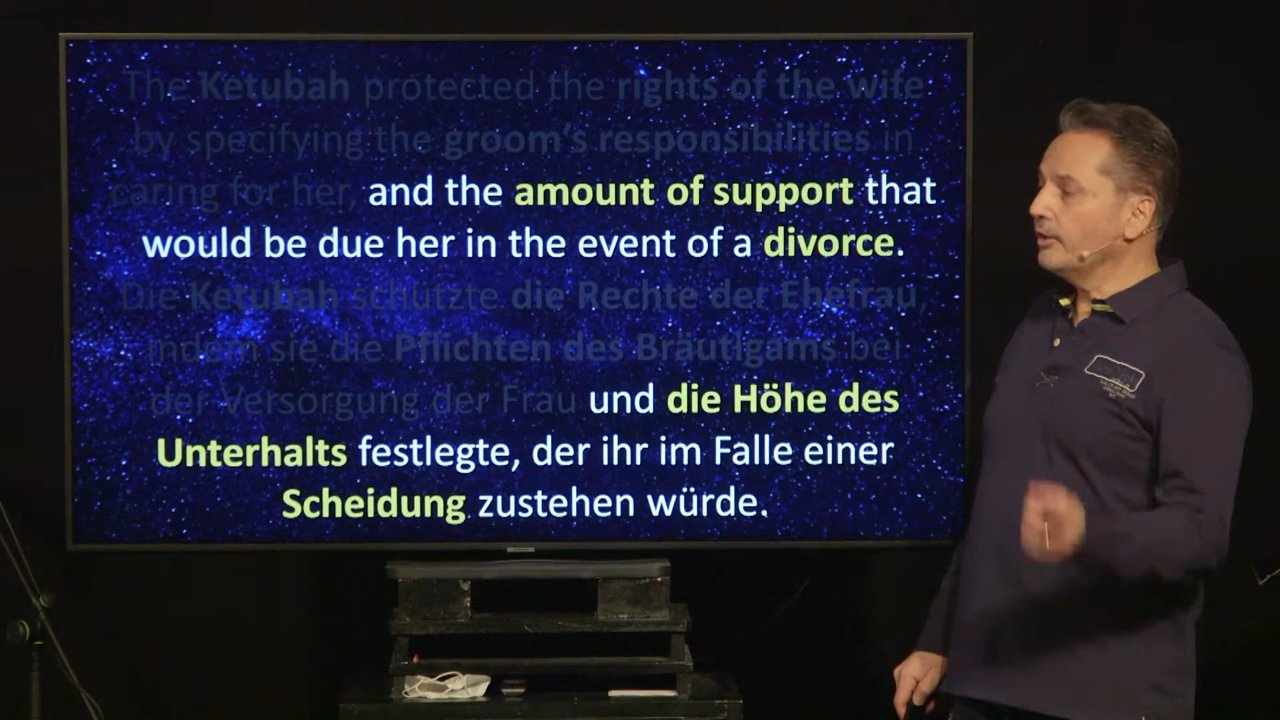 The Ketubah protected the rights of the wife
by specifying the groom's responsibilities in
caring for her, and the amount of support that
would be due her in the event of a divorce.
Die Ketubah schützte die Rechte der Ehefrau,
indem sie die Pflichten des Bräutigams bei
der Versorgung der Frau und die Höhe des
Unterhalts festlegte, der ihr im Falle einer
Scheidung zustehen würde.